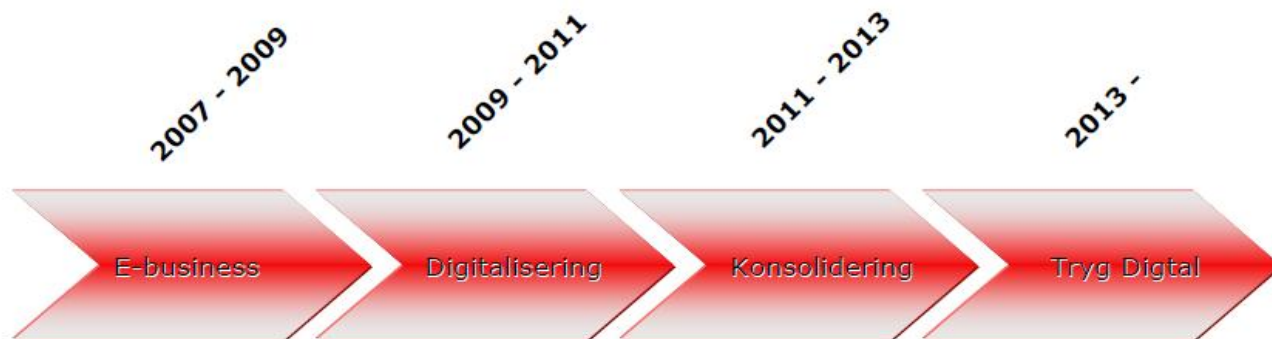 2007 - 2009
2009 - 2011
2011 - 2013
2013 -
E-business
Digitalisering
Konsolidering
Tryg Digtal